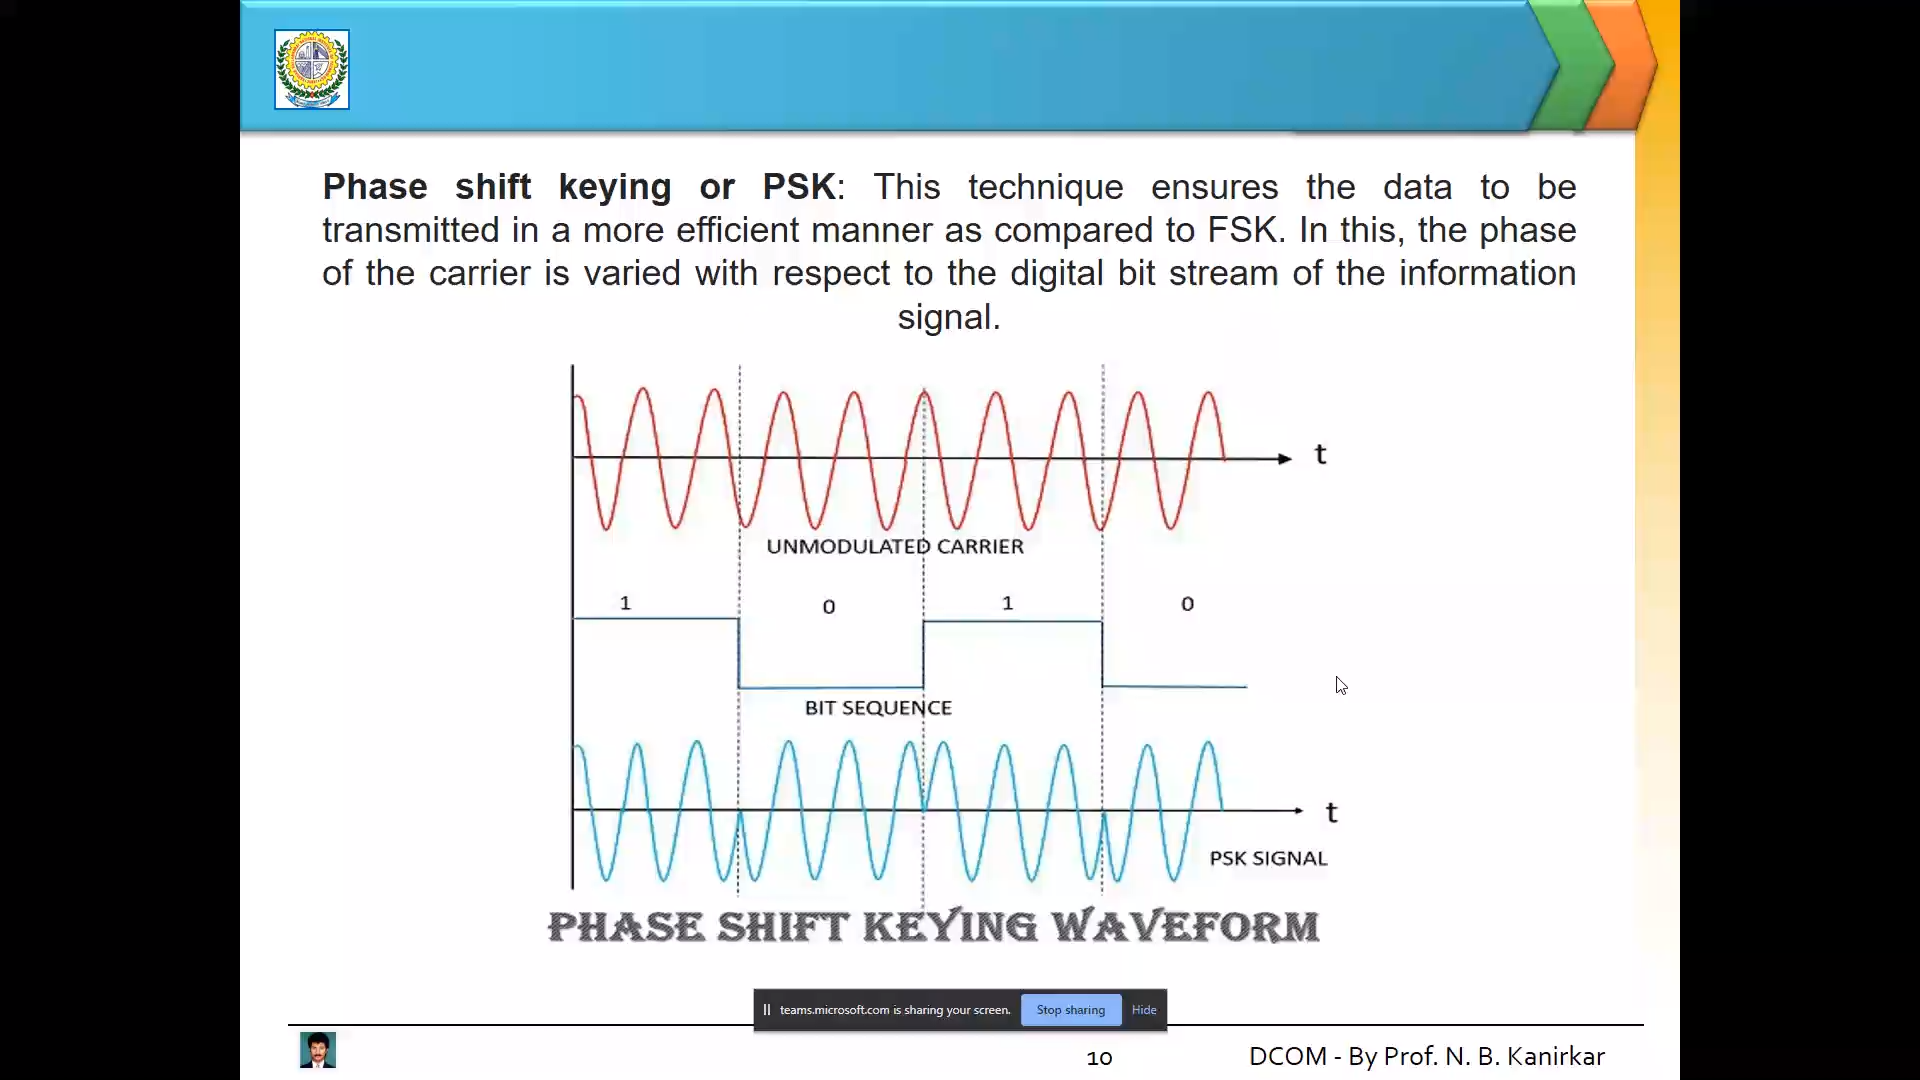 Phase shift keying or PSK: This technique ensures the data to be
transmitted in a more efficient manner as compared to FSK. In this, the phase
of the carrier is varied with respect to the digital bit stream of the information
signal.
t
UNMODULATED CARRIER
1 0 1 0
BIT SEQUENCE
t
PSK SIGNAL
PHASE SHIFT KEYING WAVEFORM
teams.microsoft.com is sharing your screen. Stop sharing Hide
10 DCOM - By Prof. N. B. Kanirkar